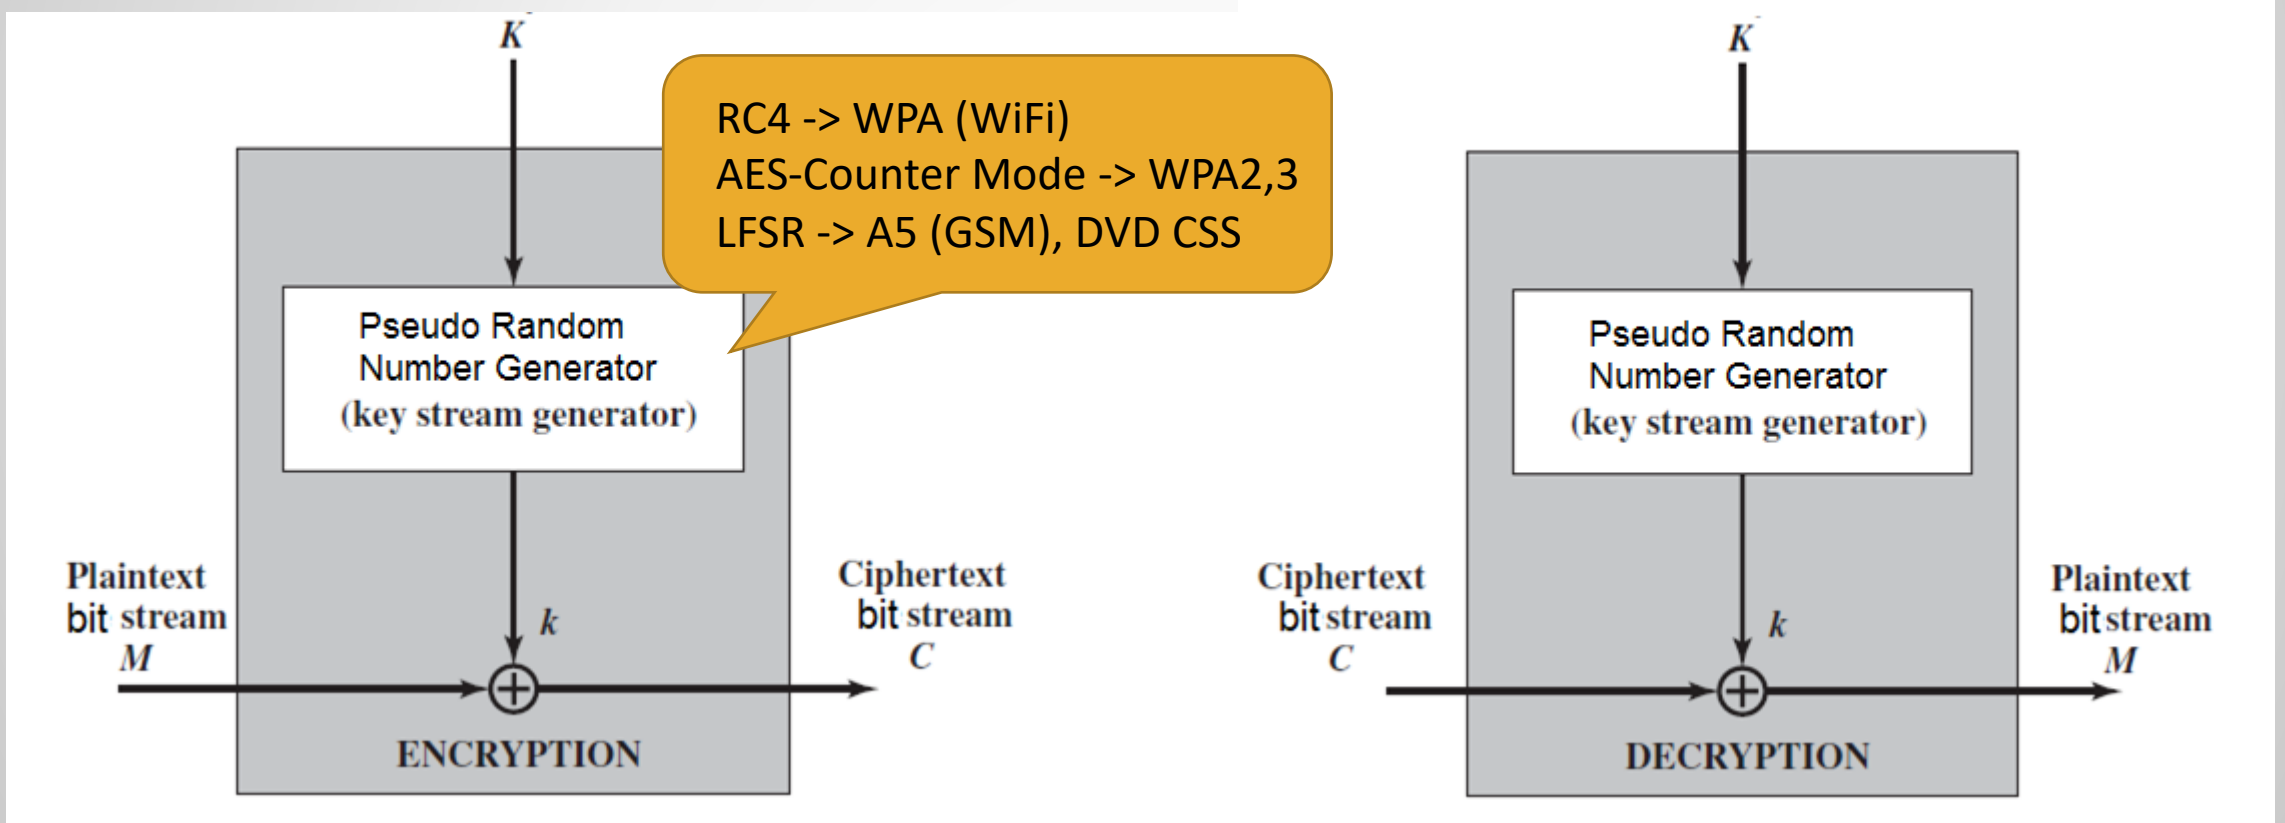 K
RC4 -> WPA (WiFi)
AES-Counter Mode -> WPA2,3
LFSR -> A5 (GSM), DVD CSS
Pseudo Random
Number Generator
(key stream generator)
Plaintext
bit stream
M
k
Ciphertext
bit stream
C
ENCRYPTION
K
Pseudo Random
Number Generator
(key stream generator)
Ciphertext
bit stream
C
k
Plaintext
bit stream
M
DECRYPTION